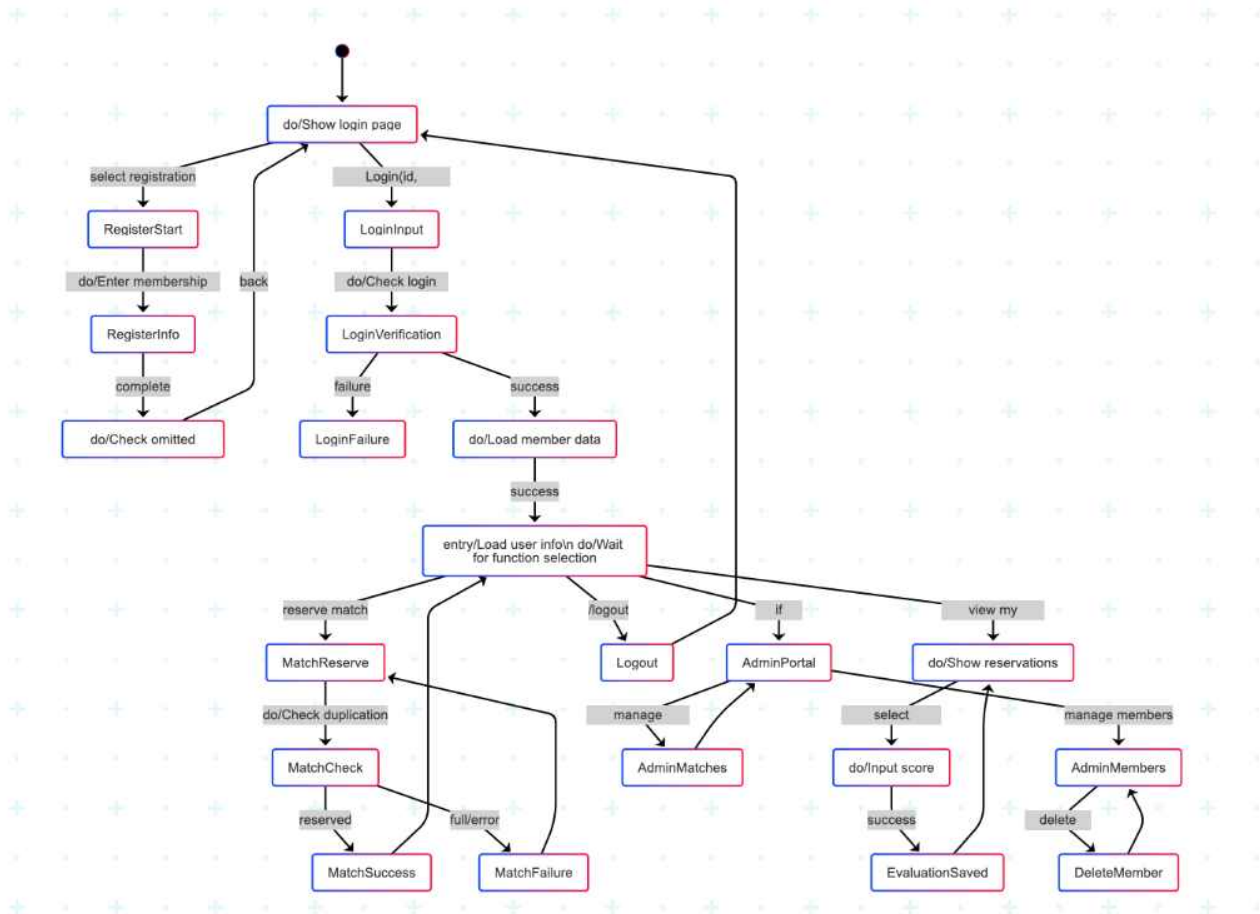 do/Show login page
select registration
Login(id,
RegisterStart
LoginInput
do/Enter membership
back
do/Check login
RegisterInfo
LoginVerification
complete
failure
success
do/Check omitted
LoginFailure
do/Load member data
success
entry/Load user info\n do/Wait
for function selection
reserve match
/logout
if
view my
MatchReserve
Logout
AdminPortal
do/Show reservations
do/Check duplication
manage
select
manage members
MatchCheck
AdminMatches
do/Input score
AdminMembers
reserved
full/error
success
delete
MatchSuccess
MatchFailure
EvaluationSaved
DeleteMember